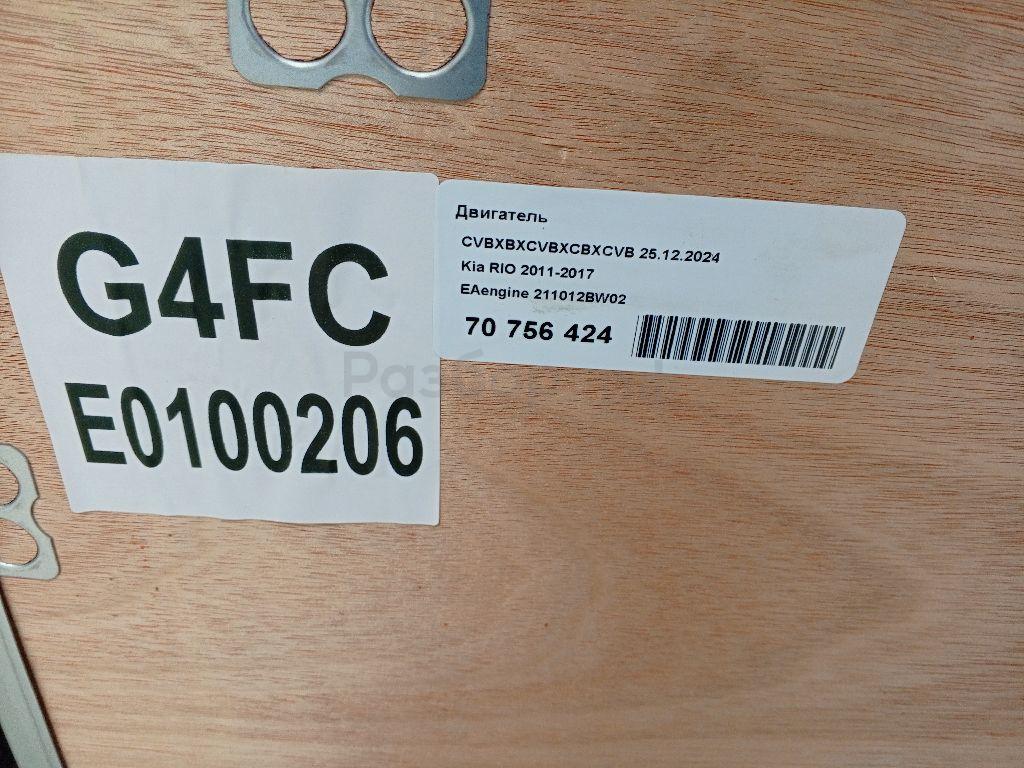 G4FC
E0100206
Двигатель
CVBXBXCVBXCBXCVB 25.12.2024
Kia RIO 2011-2017
EAengine 211012BW02
70 756 424